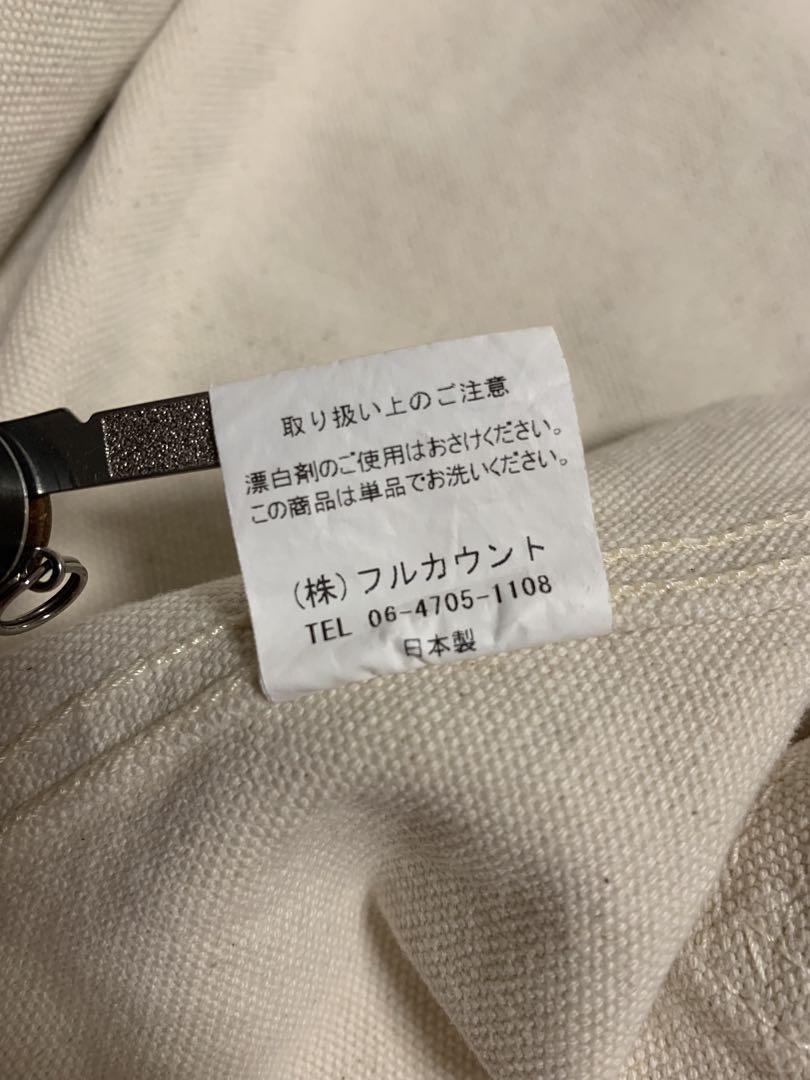 取り扱い上のご注意
漂白剤のご使用はおさけください。
この商品は単品でお洗いください。
(株)フルカウント
TEL 06-4705-1108
日本製